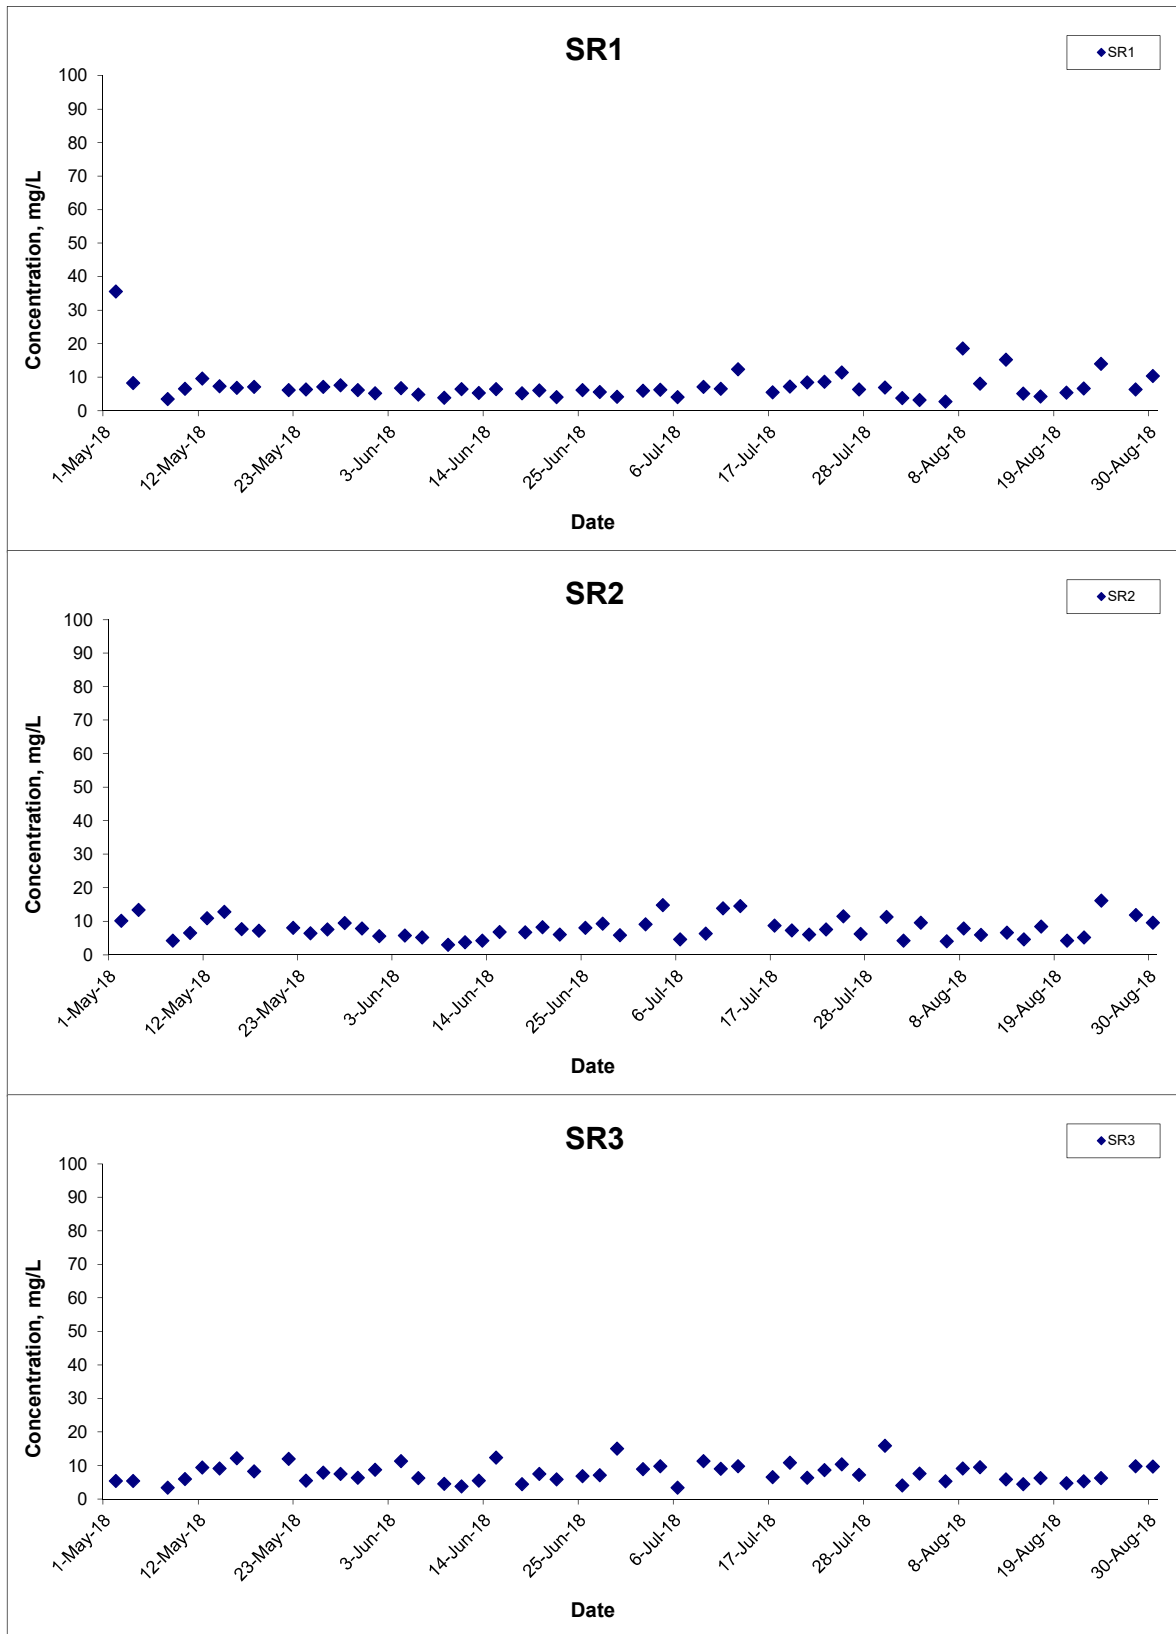 SR1
SR1
100
90
80
70
60
50
40
30
20
10
0
Concentration, mg/L
1-May-18
12-May-18
23-May-18
3-Jun-18
14-Jun-18
25-Jun-18
6-Jul-18
17-Jul-18
28-Jul-18
8-Aug-18
19-Aug-18
30-Aug-18
Date
SR2
SR2
100
90
80
70
60
50
40
30
20
10
0
Concentration, mg/L
1-May-18
12-May-18
23-May-18
3-Jun-18
14-Jun-18
25-Jun-18
6-Jul-18
17-Jul-18
28-Jul-18
8-Aug-18
19-Aug-18
30-Aug-18
Date
SR3
SR3
100
90
80
70
60
50
40
30
20
10
0
Concentration, mg/L
1-May-18
12-May-18
23-May-18
3-Jun-18
14-Jun-18
25-Jun-18
6-Jul-18
17-Jul-18
28-Jul-18
8-Aug-18
19-Aug-18
30-Aug-18
Date